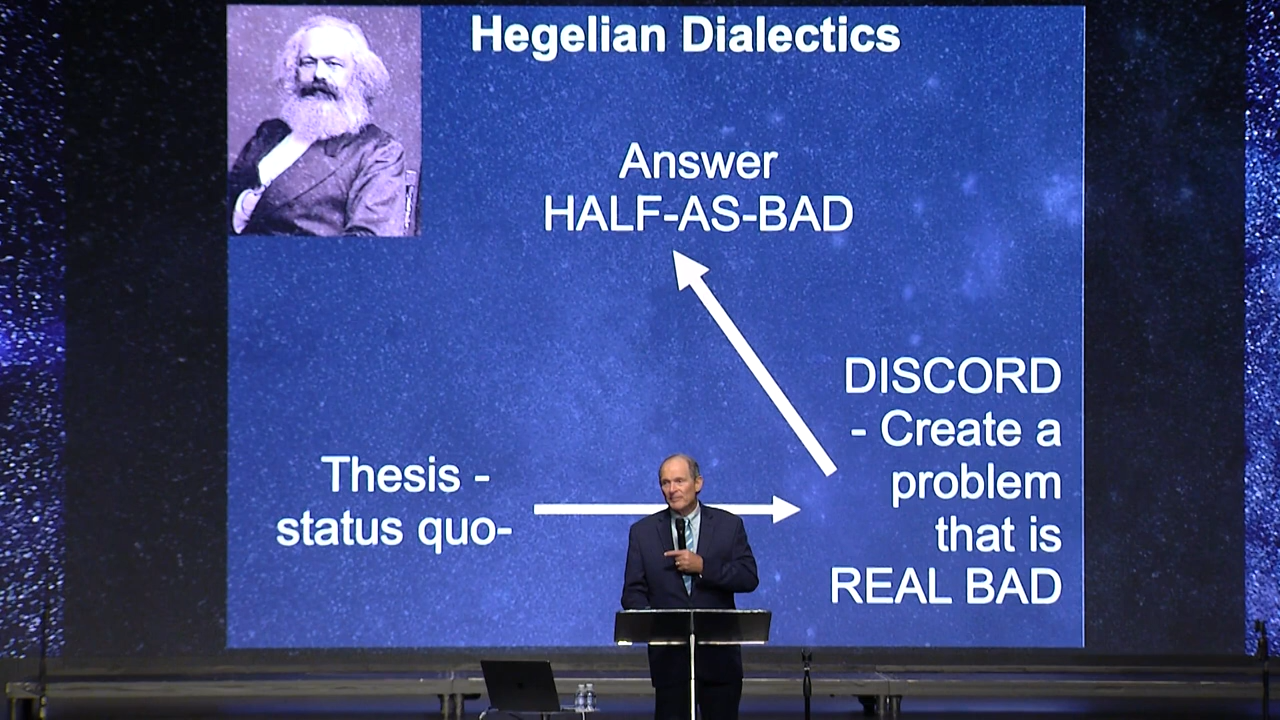 Hegelian Dialectics
Answer
HALF-AS-BAD
Thesis -
status quo-
DISCORD
- Create a
problem
that is
REAL BAD